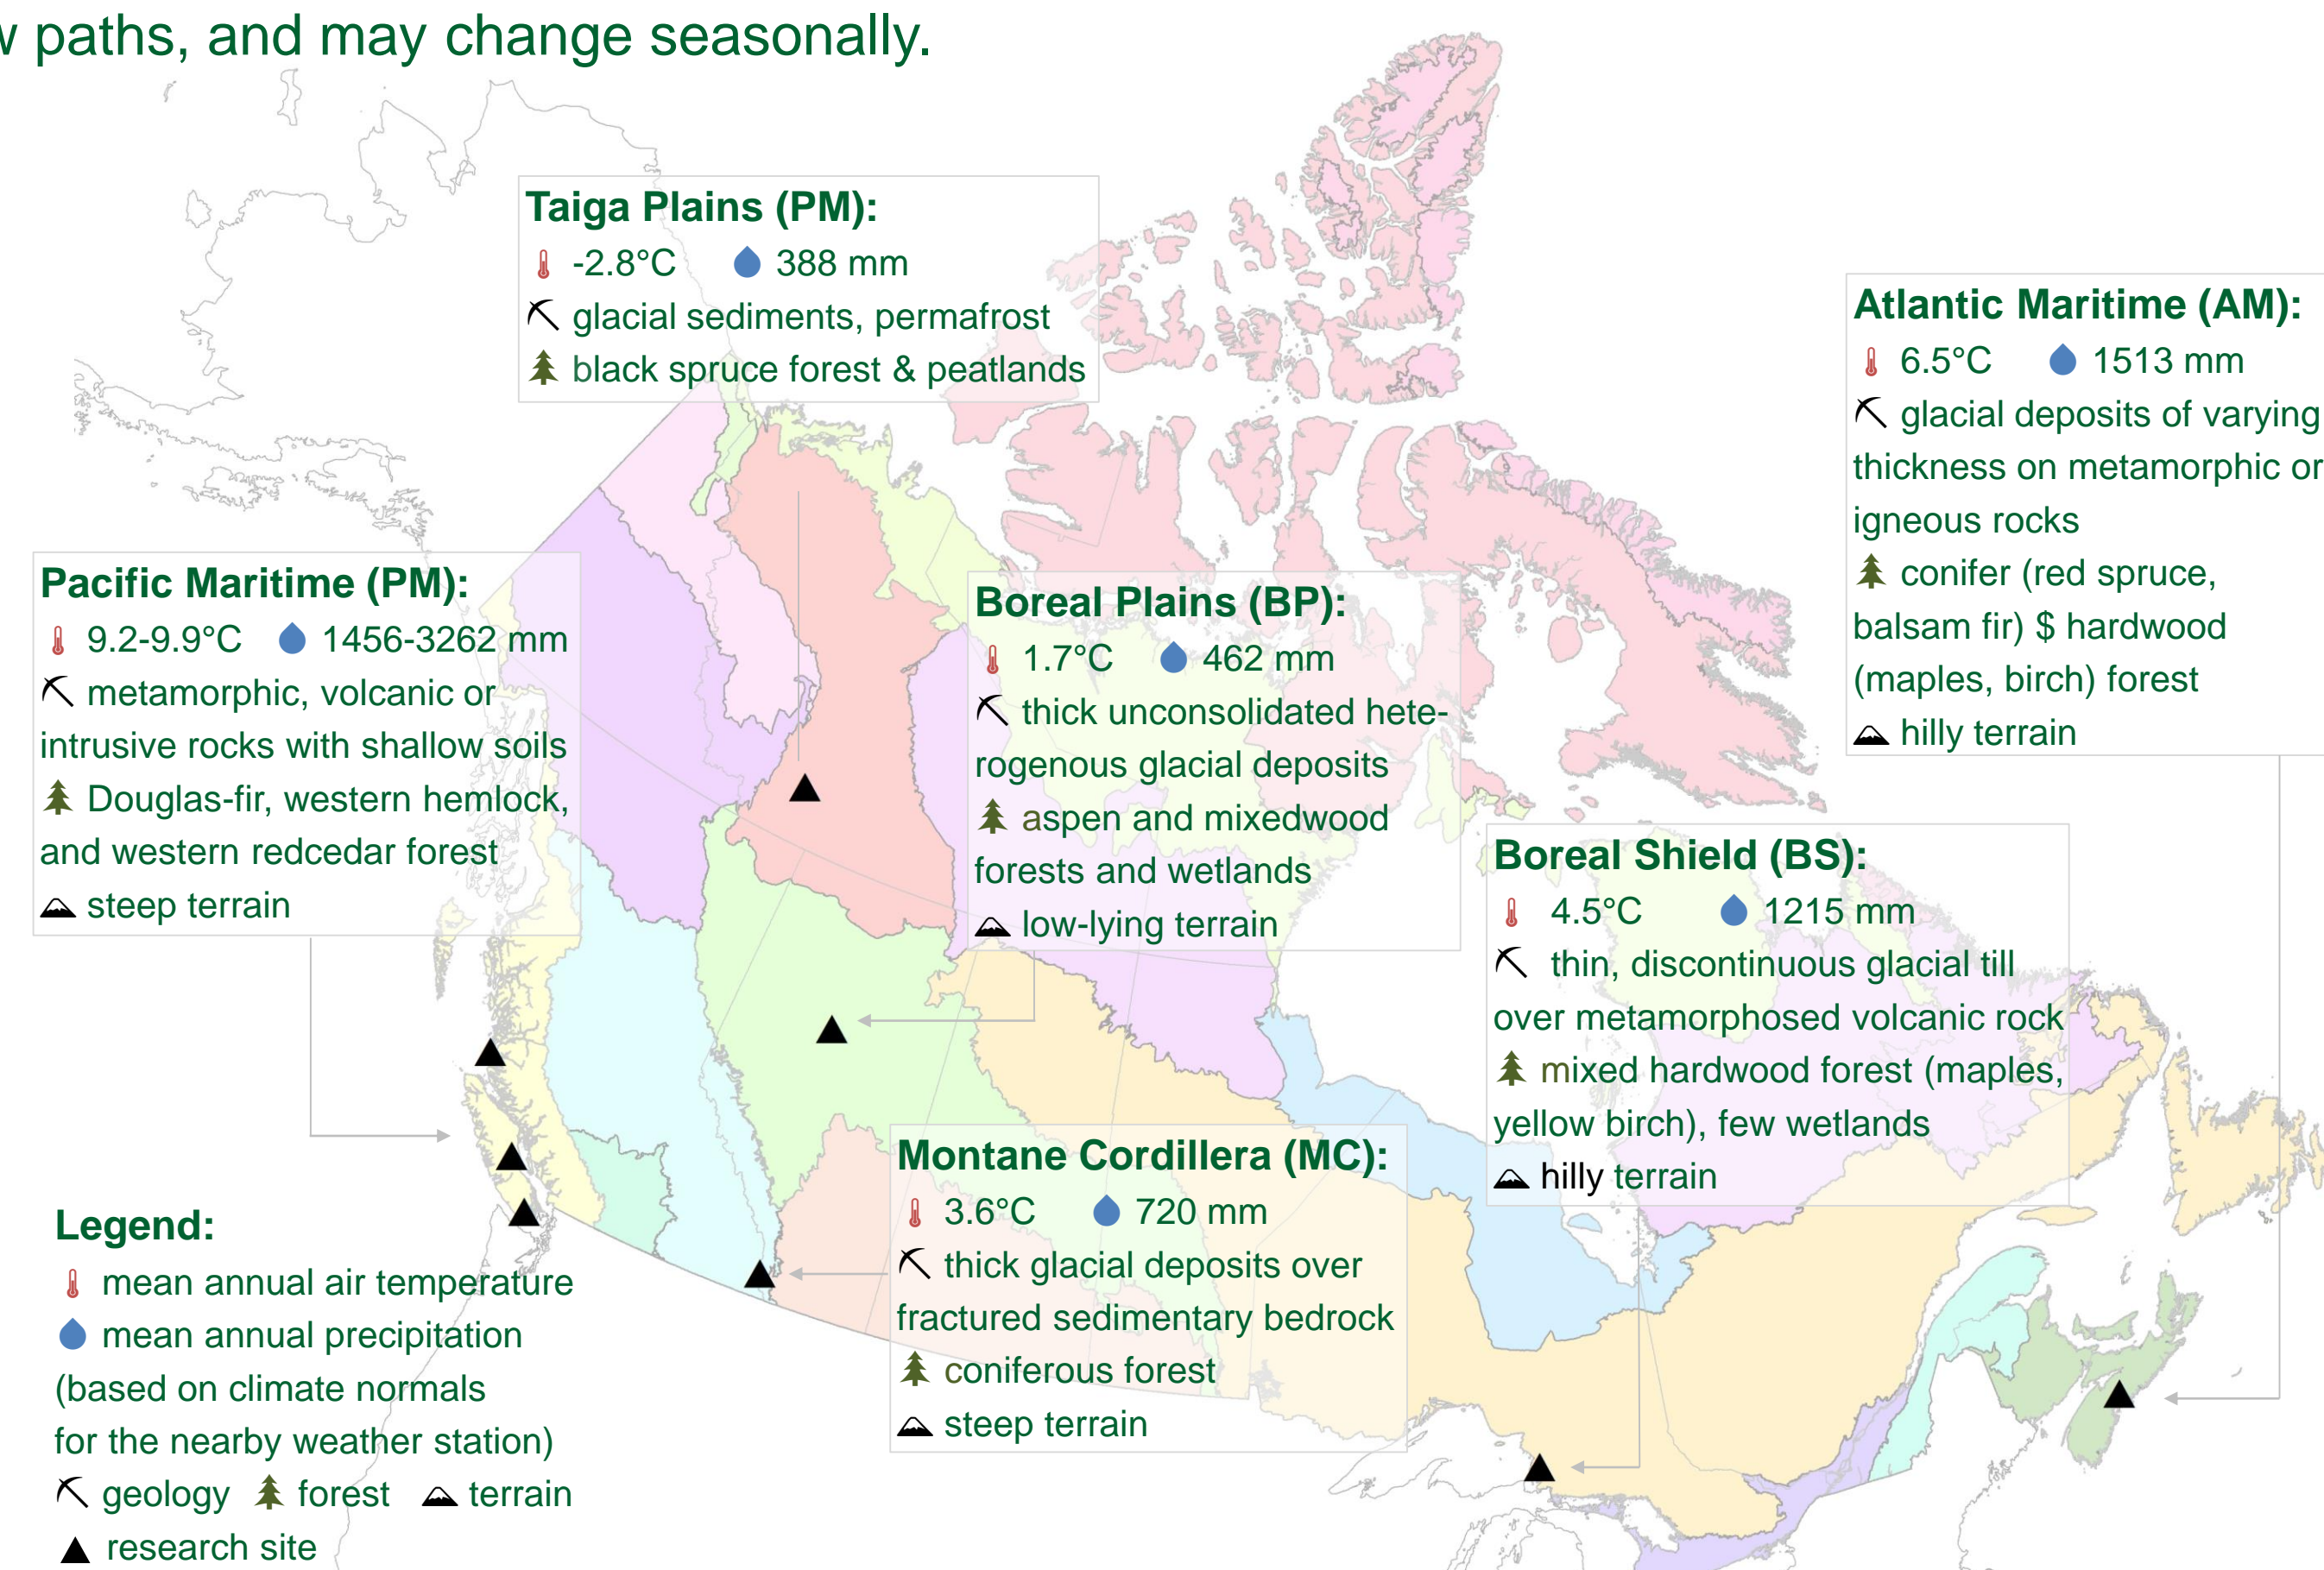 w paths, and may change seasonally.
Taiga Plains (PM):
-2.8°C 388 mm
glacial sediments, permafrost
black spruce forest & peatlands
Atlantic Maritime (AM):
6.5°C 1513 mm
glacial deposits of varying
thickness on metamorphic or
igneous rocks
conifer (red spruce,
balsam fir) $ hardwood
(maples, birch) forest
hilly terrain
Pacific Maritime (PM):
9.2-9.9°C 1456-3262 mm
metamorphic, volcanic or
intrusive rocks with shallow soils
Douglas-fir, western hemlock,
and western redcedar forest
steep terrain
Boreal Plains (BP):
1.7°C 462 mm
thick unconsolidated hete-
rogenous glacial deposits
aspen and mixedwood
forests and wetlands
low-lying terrain
Boreal Shield (BS):
4.5°C 1215 mm
thin, discontinuous glacial till
over metamorphosed volcanic rock
mixed hardwood forest (maples,
yellow birch), few wetlands
hilly terrain
Montane Cordillera (MC):
3.6°C 720 mm
thick glacial deposits over
fractured sedimentary bedrock
coniferous forest
steep terrain
Legend:
mean annual air temperature
mean annual precipitation
(based on climate normals
for the nearby weather station)
geology forest terrain
research site